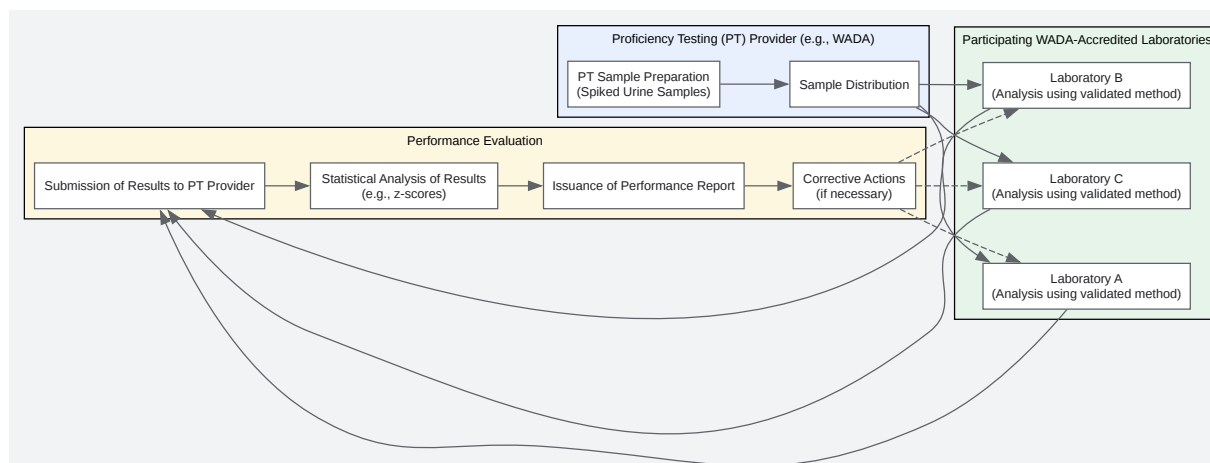 Proficiency Testing (PT) Provider (e.g., WADA)
PT Sample Preparation
(Spiked Urine Samples)
Sample Distribution
Participating WADA-Accredited Laboratories
Laboratory B
(Analysis using validated method)
Laboratory C
(Analysis using validated method)
Laboratory A
(Analysis using validated method)
Performance Evaluation
Submission of Results to PT Provider
Statistical Analysis of Results
(e.g., z-scores)
Issuance of Performance Report
Corrective Actions
(if necessary)